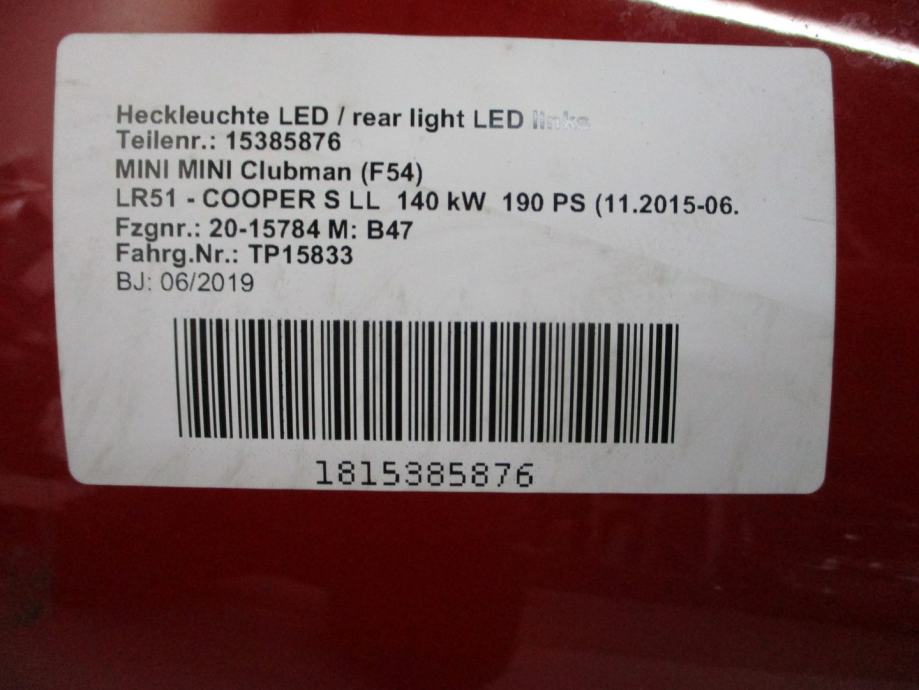 Heckleuchte LED / rear light LED links
Teilenr.: 15385876
MINI MINI Clubman (F54)
LR51 - COOPER S LL 140 kW 190 PS (11.2015-06.
Fzgnr.: 20-15784 M: B47
Fahrg.Nr.: TP15833
BJ: 06/2019
1815385876